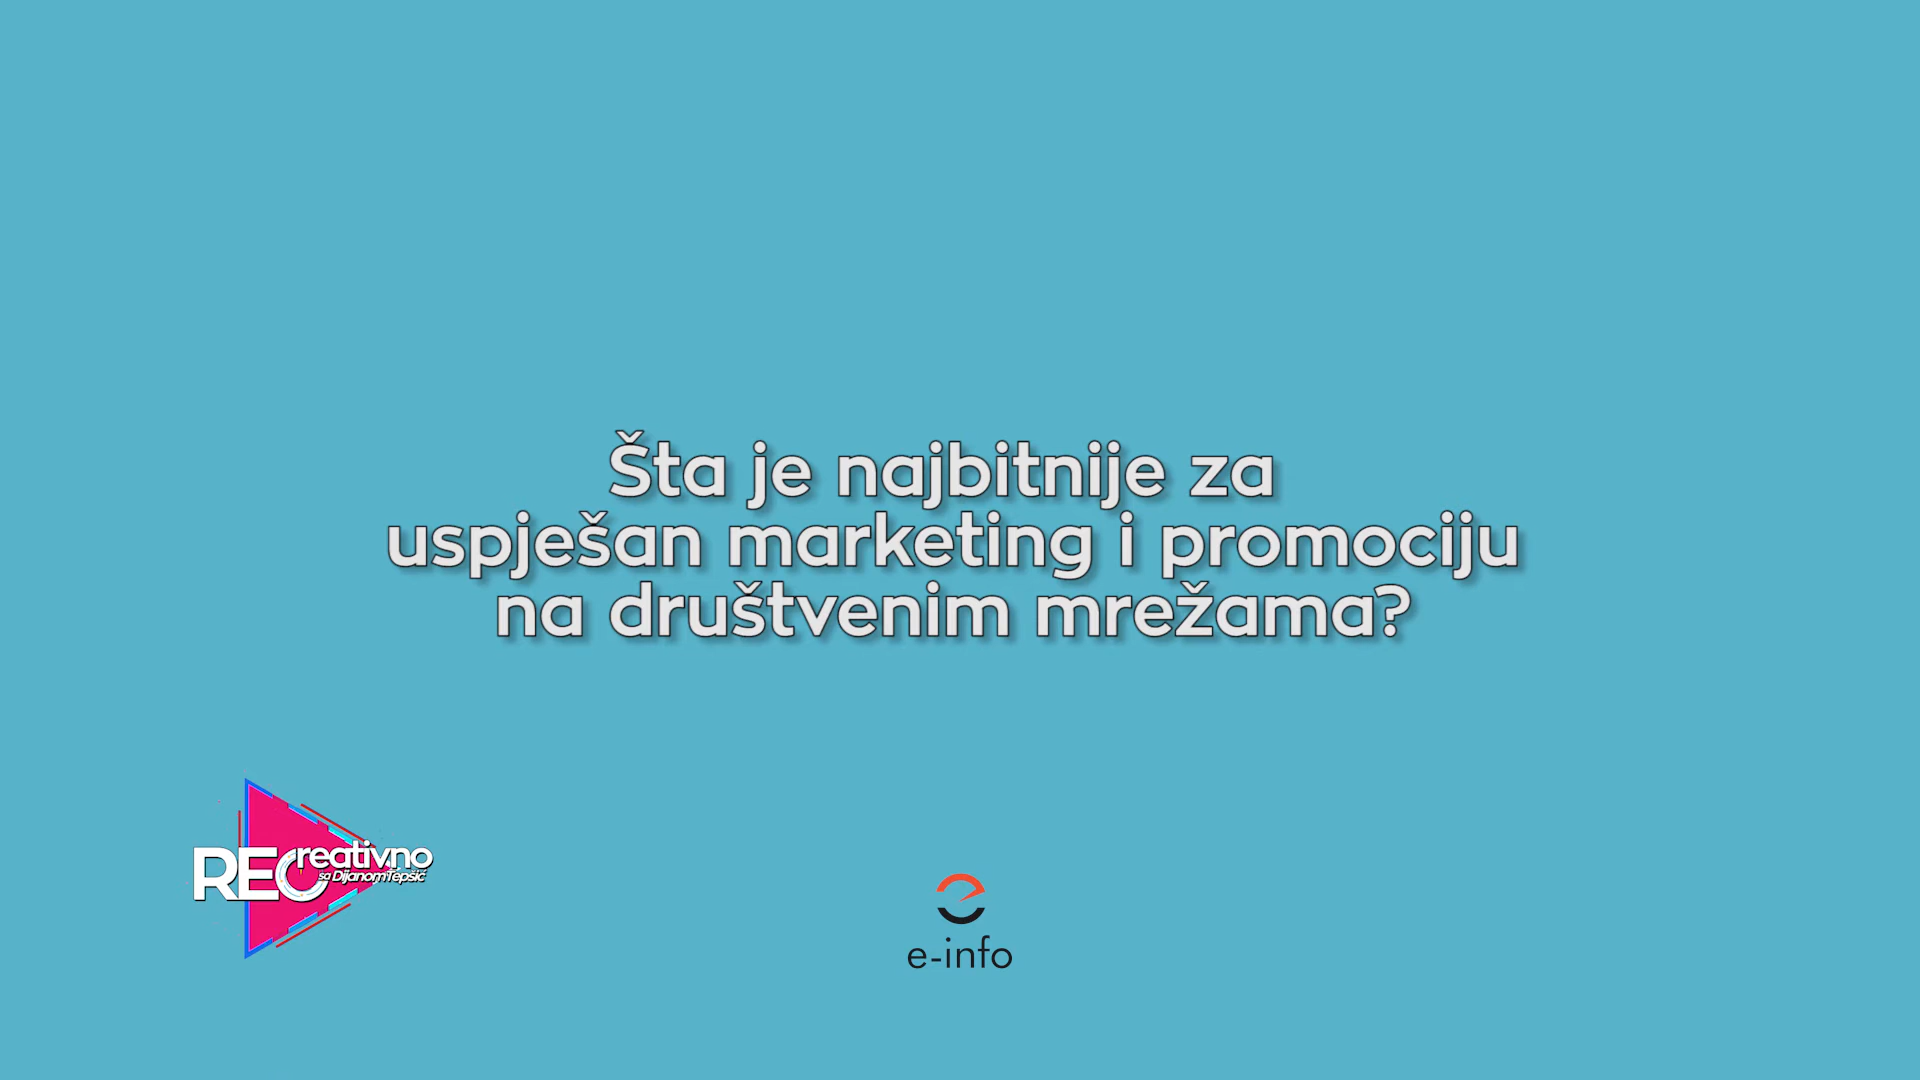 Šta je najbitnije za
uspješan marketing i promociju
na društvenim mrežama?
RECreativno
sa Dijanom Tepšić
e-info